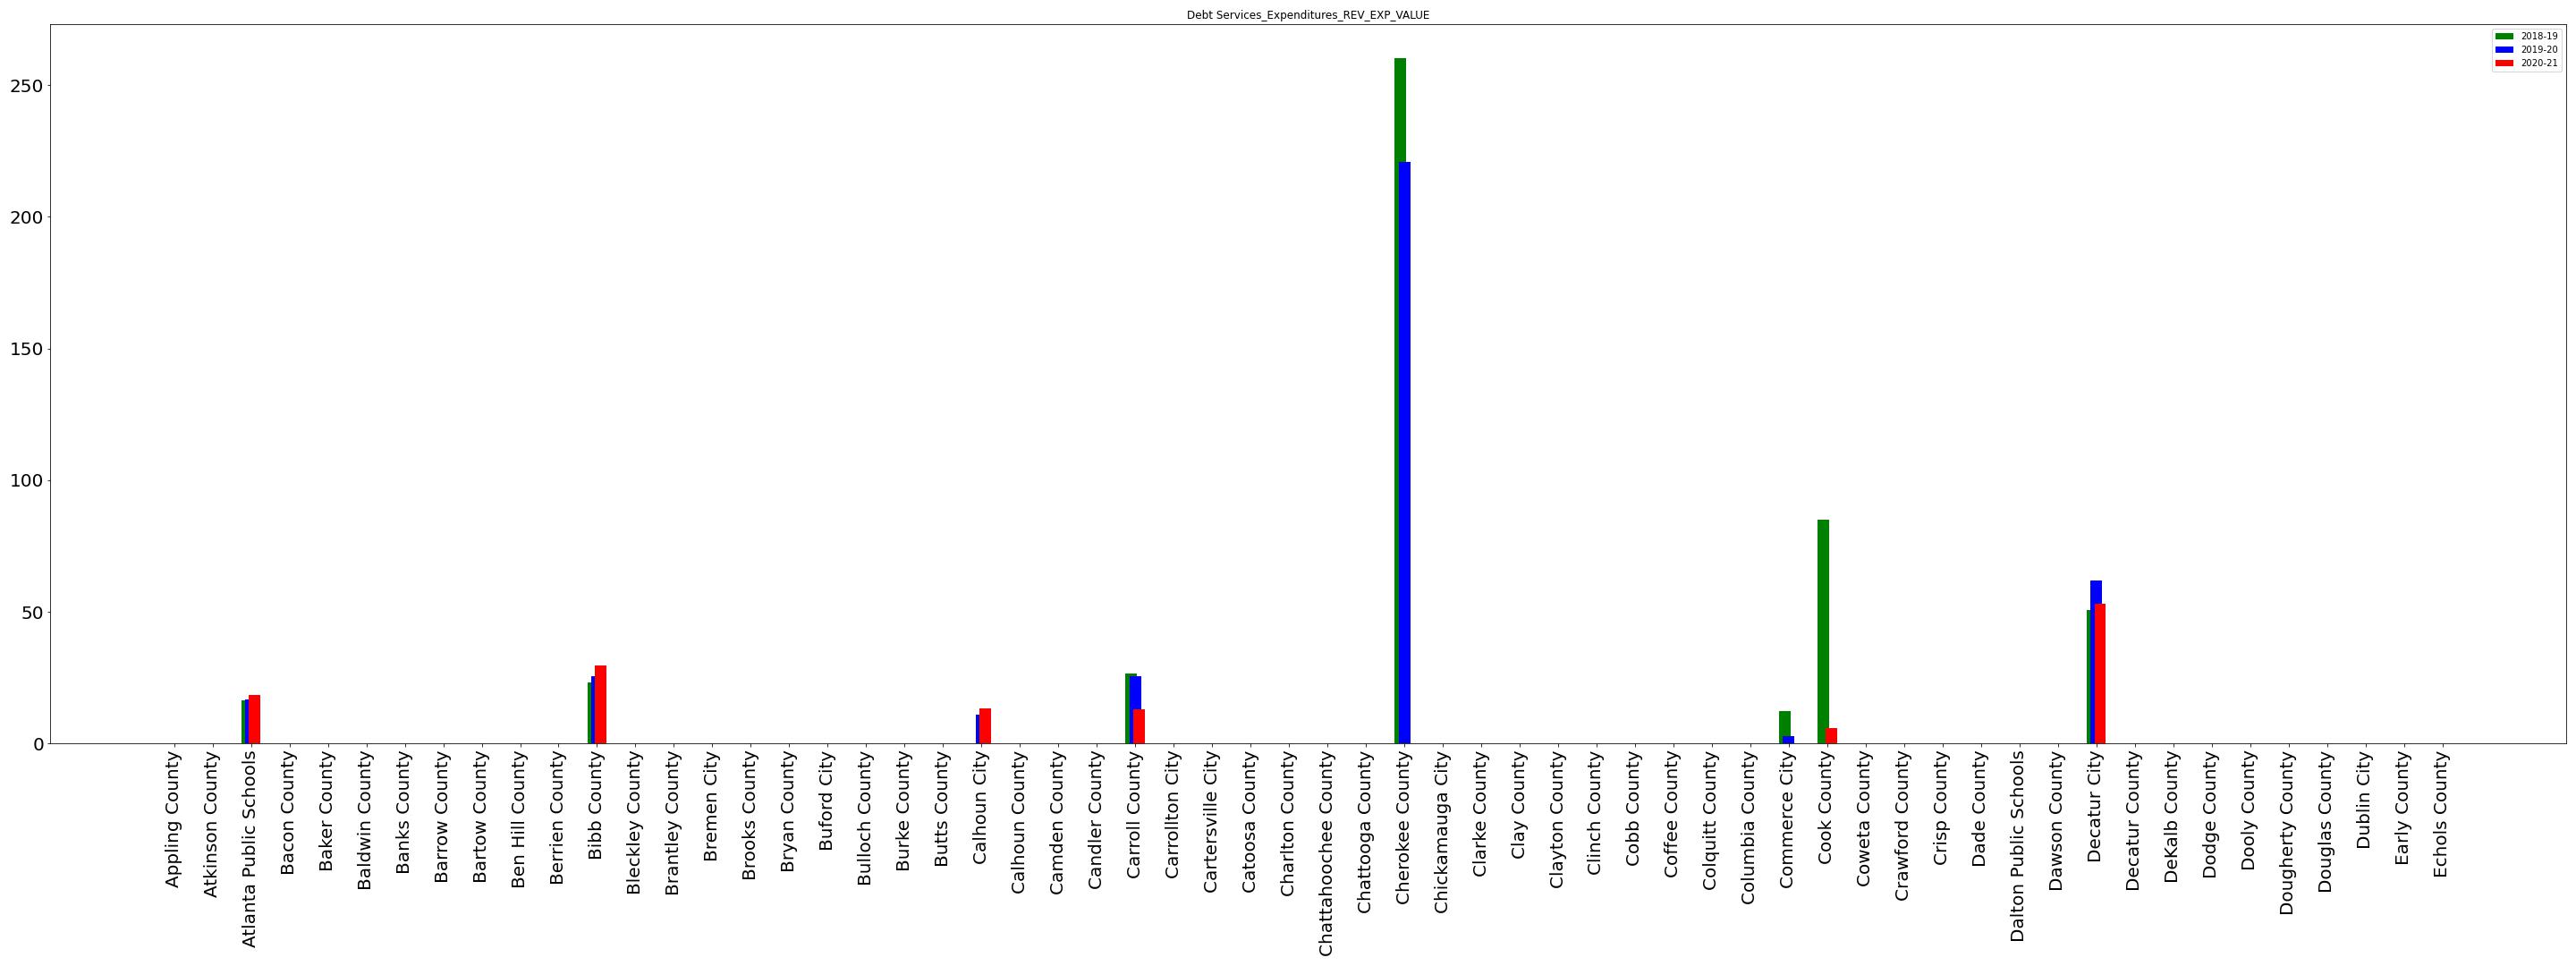 Debt Services_Expenditures_REV_EXP_VALUE
2018-19
2019-20
2020-21
250
200
150
100
50
0
Appling County
Atkinson County
Atlanta Public Schools
Bacon County
Baker County
Baldwin County
Banks County
Barrow County
Bartow County
Ben Hill County
Berrien County
Bibb County
Bleckley County
Brantley County
Bremen City
Brooks County
Bryan County
Buford City
Bulloch County
Burke County
Butts County
Calhoun City
Calhoun County
Camden County
Candler County
Carroll County
Carrollton City
Cartersville City
Catoosa County
Charlton County
Chattahoochee County
Chattooga County
Cherokee County
Chickamauga City
Clarke County
Clay County
Clayton County
Clinch County
Cobb County
Coffee County
Colquitt County
Columbia County
Commerce City
Cook County
Coweta County
Crawford County
Crisp County
Dade County
Dalton Public Schools
Dawson County
Decatur City
Decatur County
DeKalb County
Dodge County
Dooly County
Dougherty County
Douglas County
Dublin City
Early County
Echols County